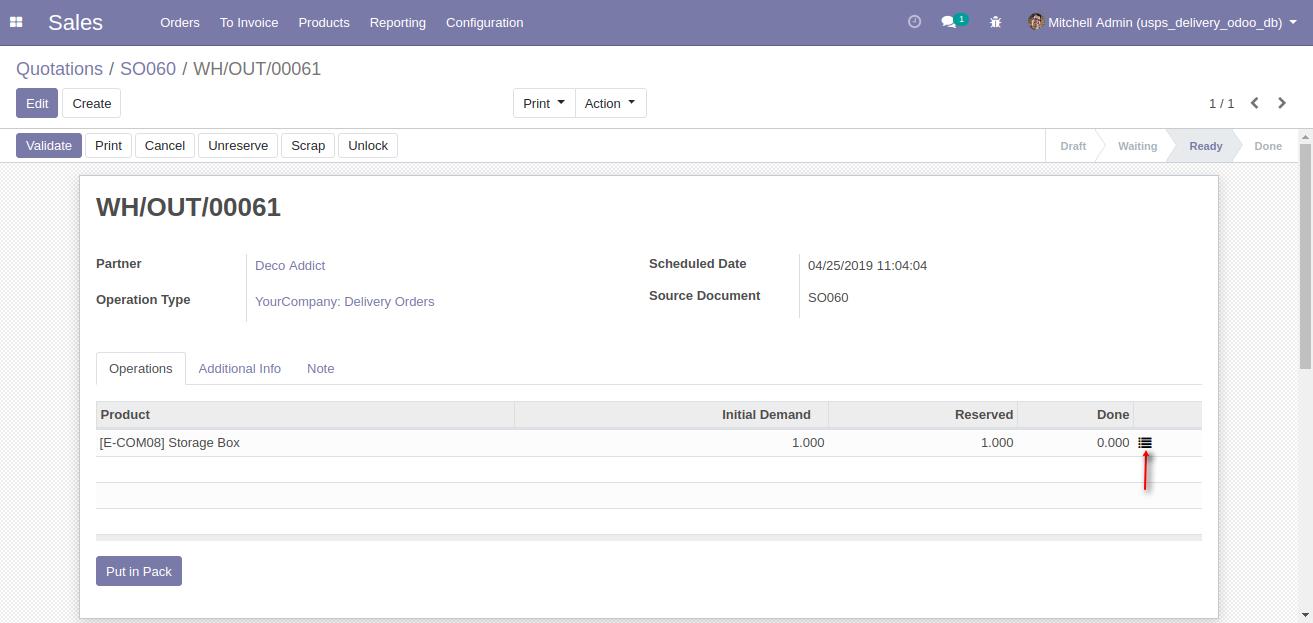 Sales Orders To Invoice Products Reporting Configuration 1 Mitchell Admin (usps_delivery_odoo_db)
Quotations / SO060 / WH/OUT/00061
Edit Create Print Action 1 / 1
Validate Print Cancel Unreserve Scrap Unlock Draft Waiting Ready Done
WH/OUT/00061
Partner Deco Addict Scheduled Date 04/25/2019 11:04:04
Operation Type YourCompany: Delivery Orders Source Document SO060
Operations Additional Info Note
Product Initial Demand Reserved Done
[E-COM08] Storage Box 1.000 1.000 0.000
Put in Pack